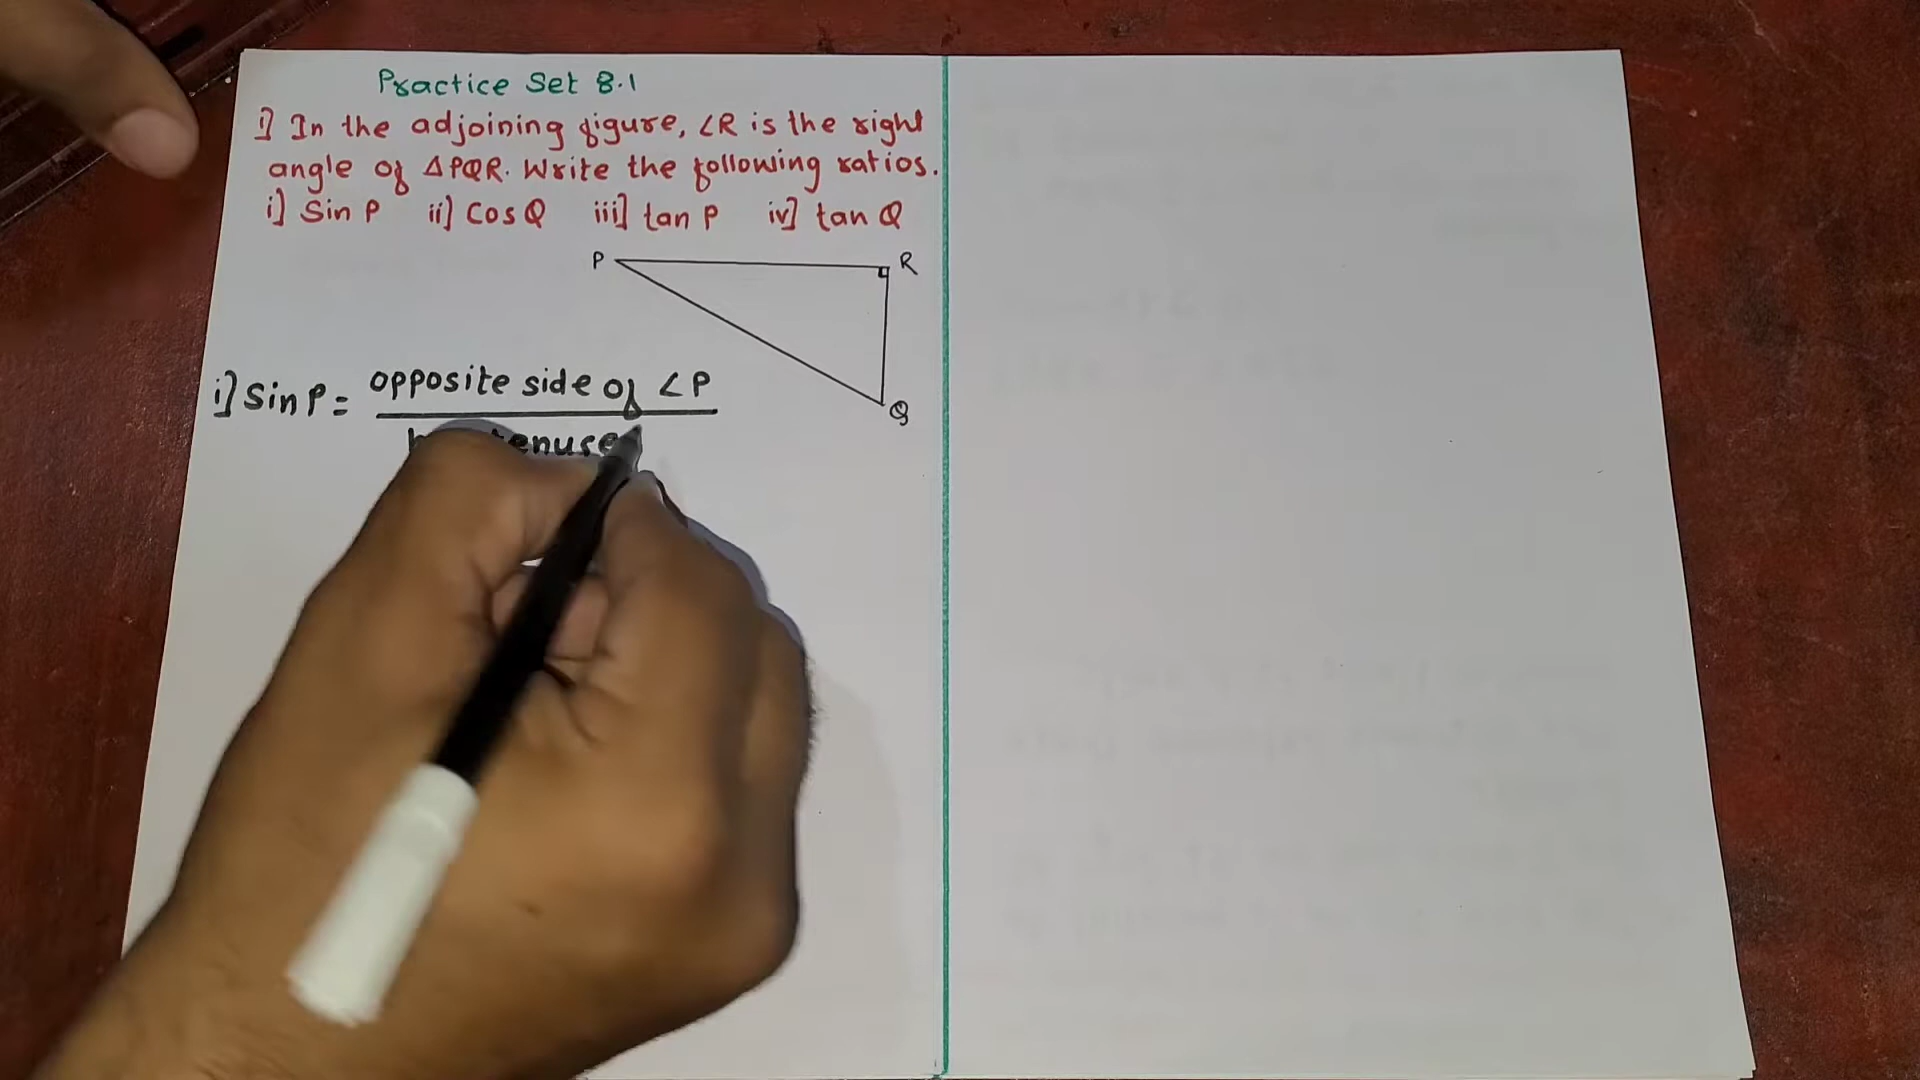 Practice Set 8.1
1] In the adjoining figure, ∠R is the right
angle of ΔPQR. Write the following ratios.
i] Sin P ii] Cos Q iii] tan P iv] tan Q
P R
Q
i] Sin P = opposite side of ∠P